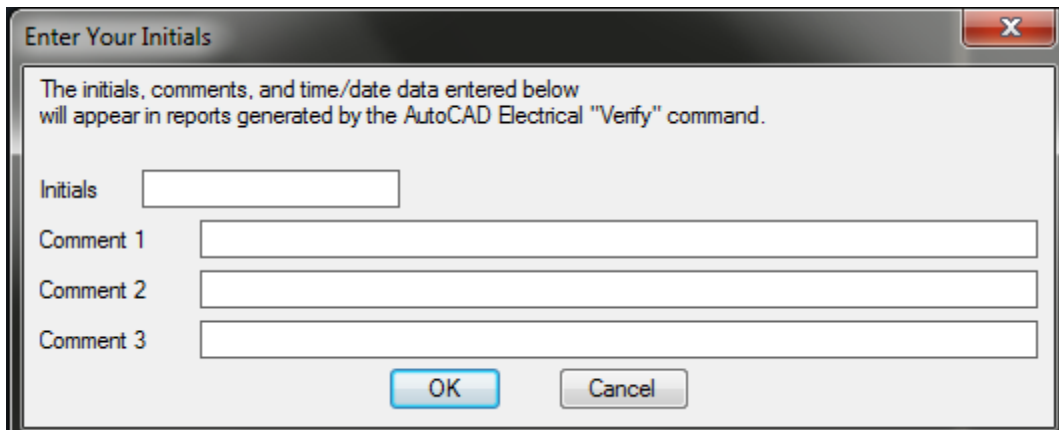 Enter Your Initials
The initials, comments, and time/date data entered below
will appear in reports generated by the AutoCAD Electrical "Verify" command.
Initials
Comment 1
Comment 2
Comment 3
OK Cancel